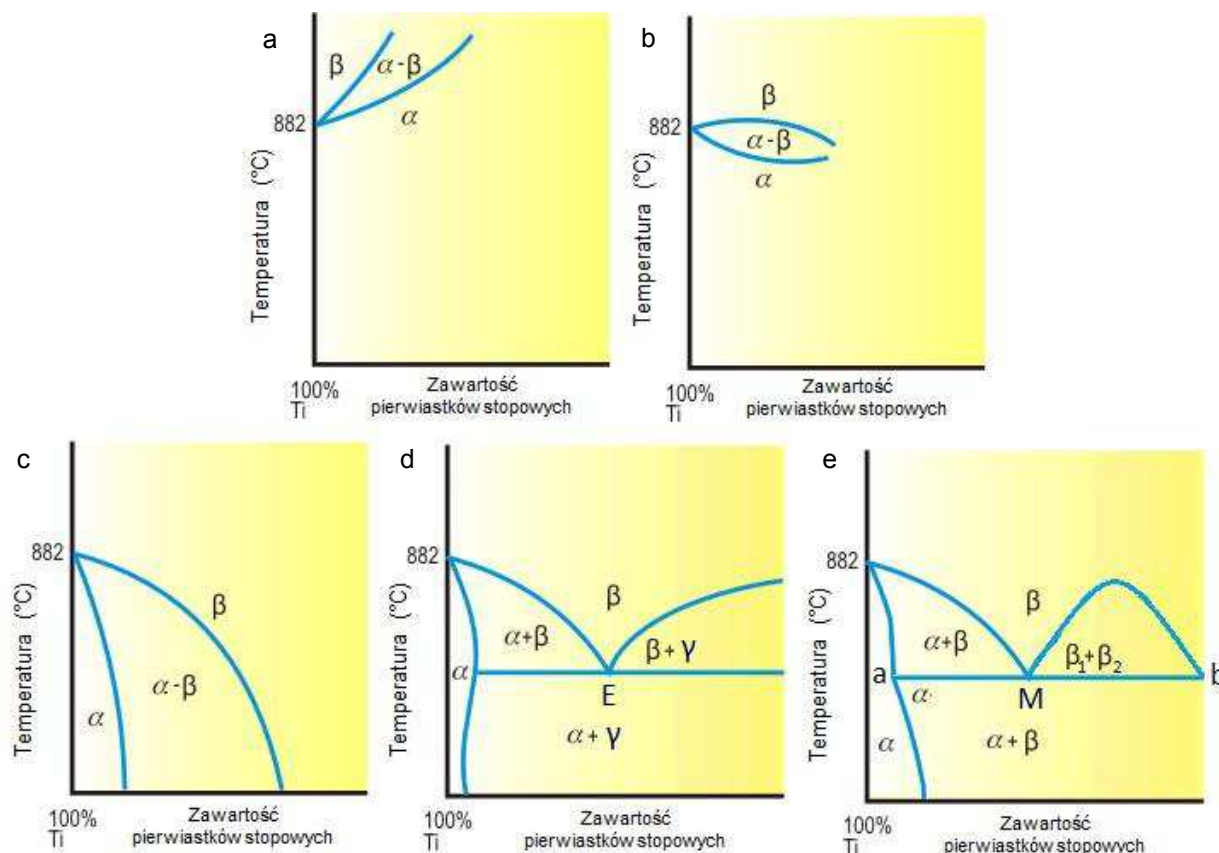 a
β
α-β
α
882
Temperatura (°C)
100%
Ti
Zawartość
pierwiastków stopowych
b
β
α-β
α
882
Temperatura (°C)
100%
Ti
Zawartość
pierwiastków stopowych
c
882
β
α-β
α
Temperatura (°C)
100%
Ti
Zawartość
pierwiastków stopowych
d
882
β
α+β
β+γ
α
E
α+γ
Temperatura (°C)
100%
Ti
Zawartość
pierwiastków stopowych
e
882
β
α+β
β₁+β₂
a
M
b
α
α
α+β
Temperatura (°C)
100%
Ti
Zawartość
pierwiastków stopowych